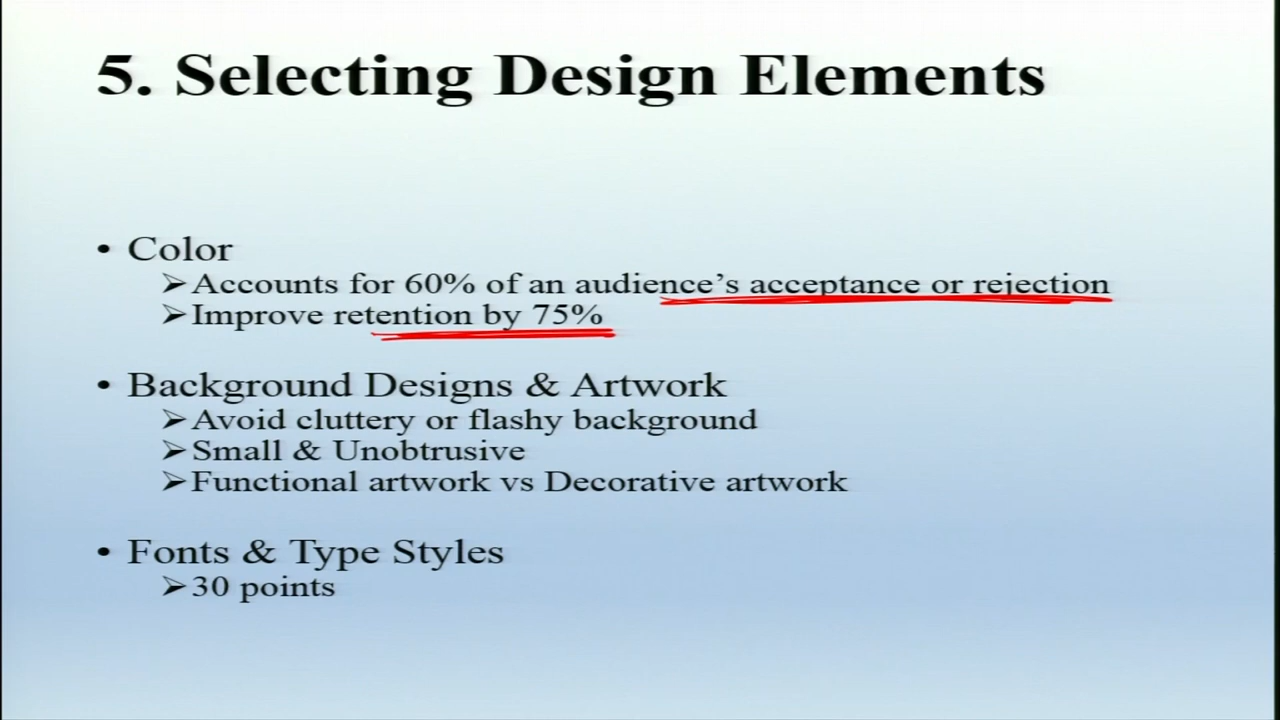 5. Selecting Design Elements
• Color
➢Accounts for 60% of an audience’s acceptance or rejection
➢Improve retention by 75%
• Background Designs & Artwork
➢Avoid cluttery or flashy background
➢Small & Unobtrusive
➢Functional artwork vs Decorative artwork
• Fonts & Type Styles
➢30 points